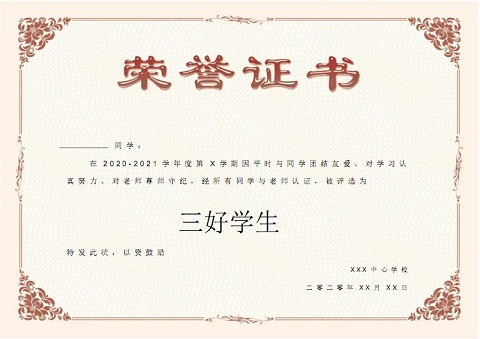 荣誉证书
________同学：
在 2020-2021 学年度第 X 学期因平时与同学团结友爱，对学习认
真努力、对老师尊师守纪，经所有同学与老师认证，被评选为
三好学生
特发此状，以资鼓励
XXX 中心学校
二零二零年 XX 月 XX 日